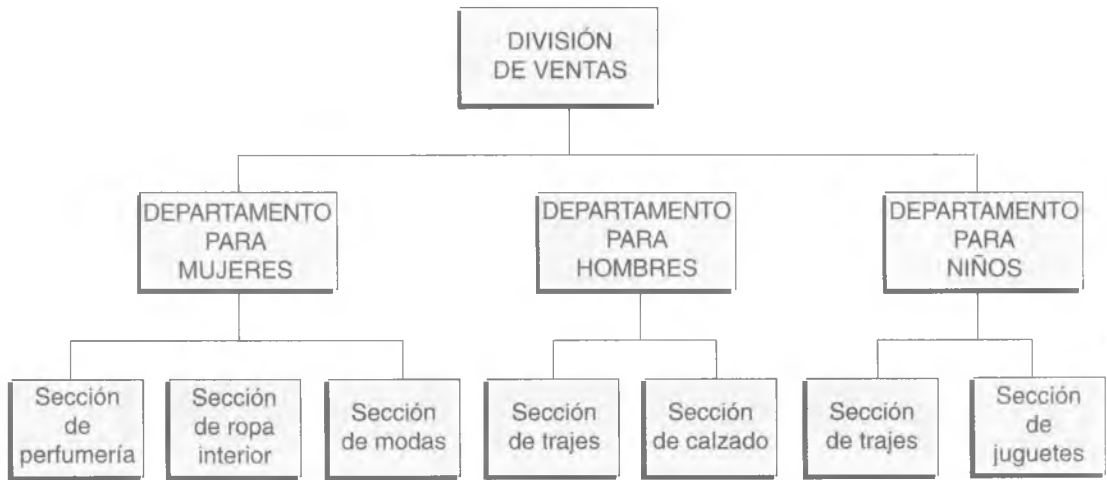 DIVISIÓN
DE VENTAS
DEPARTAMENTO
PARA
MUJERES
DEPARTAMENTO
PARA
HOMBRES
DEPARTAMENTO
PARA
NIÑOS
Sección
de
perfumería
Sección
de ropa
interior
Sección
de modas
Sección
de trajes
Sección
de calzado
Sección
de trajes
Sección
de
juguetes